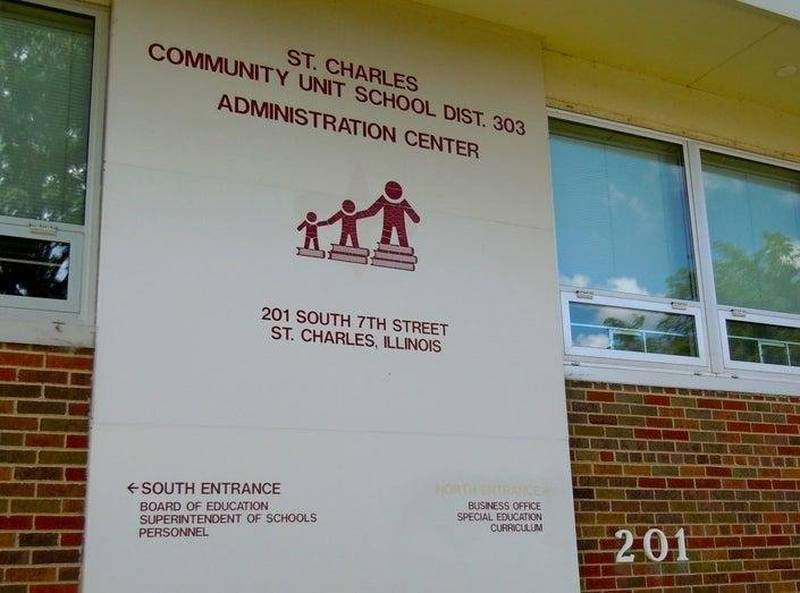 ST. CHARLES
COMMUNITY UNIT SCHOOL DIST. 303
ADMINISTRATION CENTER
201 SOUTH 7TH STREET
ST. CHARLES, ILLINOIS
←SOUTH ENTRANCE
BOARD OF EDUCATION
SUPERINTENDENT OF SCHOOLS
PERSONNEL
NORTH ENTRANCE→
BUSINESS OFFICE
SPECIAL EDUCATION
CURRICULUM
201